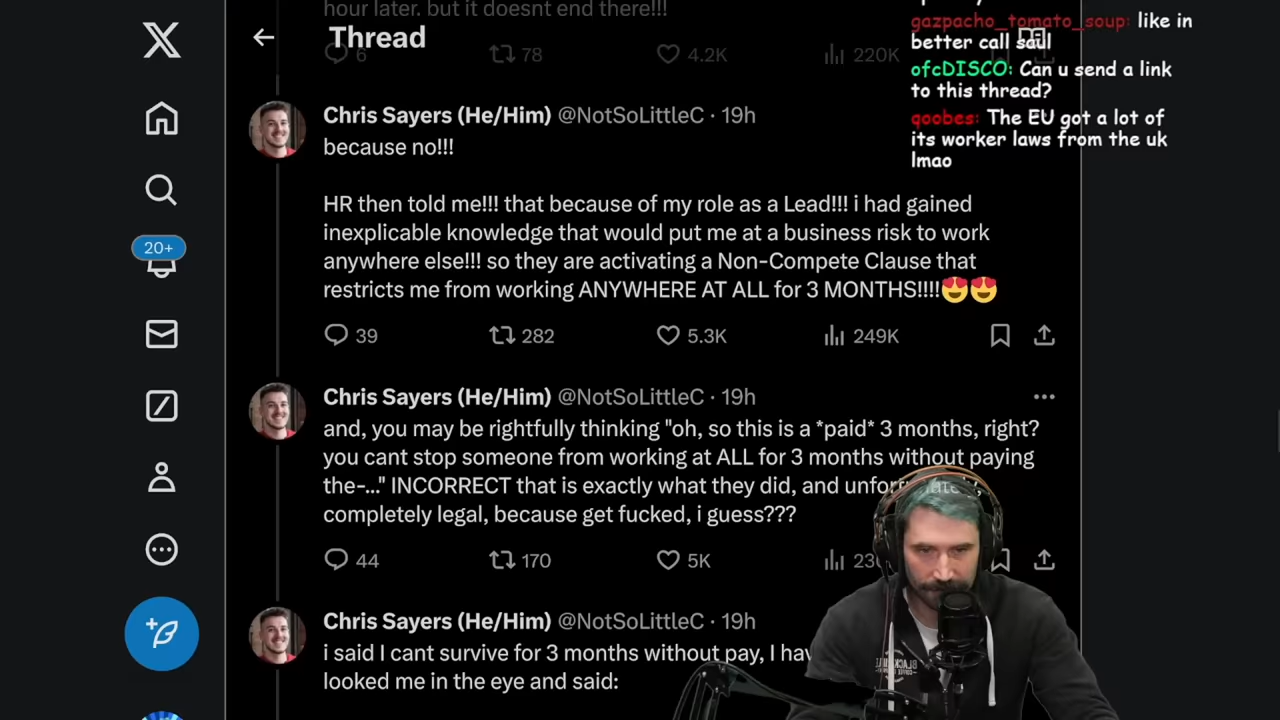 hour later. but it doesnt end there!!!
Thread
6 78 4.2K 220K
gazpacho_tomato_soup: like in
better call saul
ofcDISCO: Can u send a link
to this thread?
qoobes: The EU got a lot of
its worker laws from the uk
lmao
20+
Chris Sayers (He/Him) @NotSoLittleC · 19h
because no!!!
HR then told me!!! that because of my role as a Lead!!! i had gained
inexplicable knowledge that would put me at a business risk to work
anywhere else!!! so they are activating a Non-Compete Clause that
restricts me from working ANYWHERE AT ALL for 3 MONTHS!!!!😍😍
39 282 5.3K 249K
Chris Sayers (He/Him) @NotSoLittleC · 19h
and, you may be rightfully thinking "oh, so this is a *paid* 3 months, right?
you cant stop someone from working at ALL for 3 months without paying
the-..." INCORRECT that is exactly what they did, and unfortunately,
completely legal, because get fucked, i guess???
44 170 5K
Chris Sayers (He/Him) @NotSoLittleC · 19h
i said I cant survive for 3 months without pay, I
looked me in the eye and said: